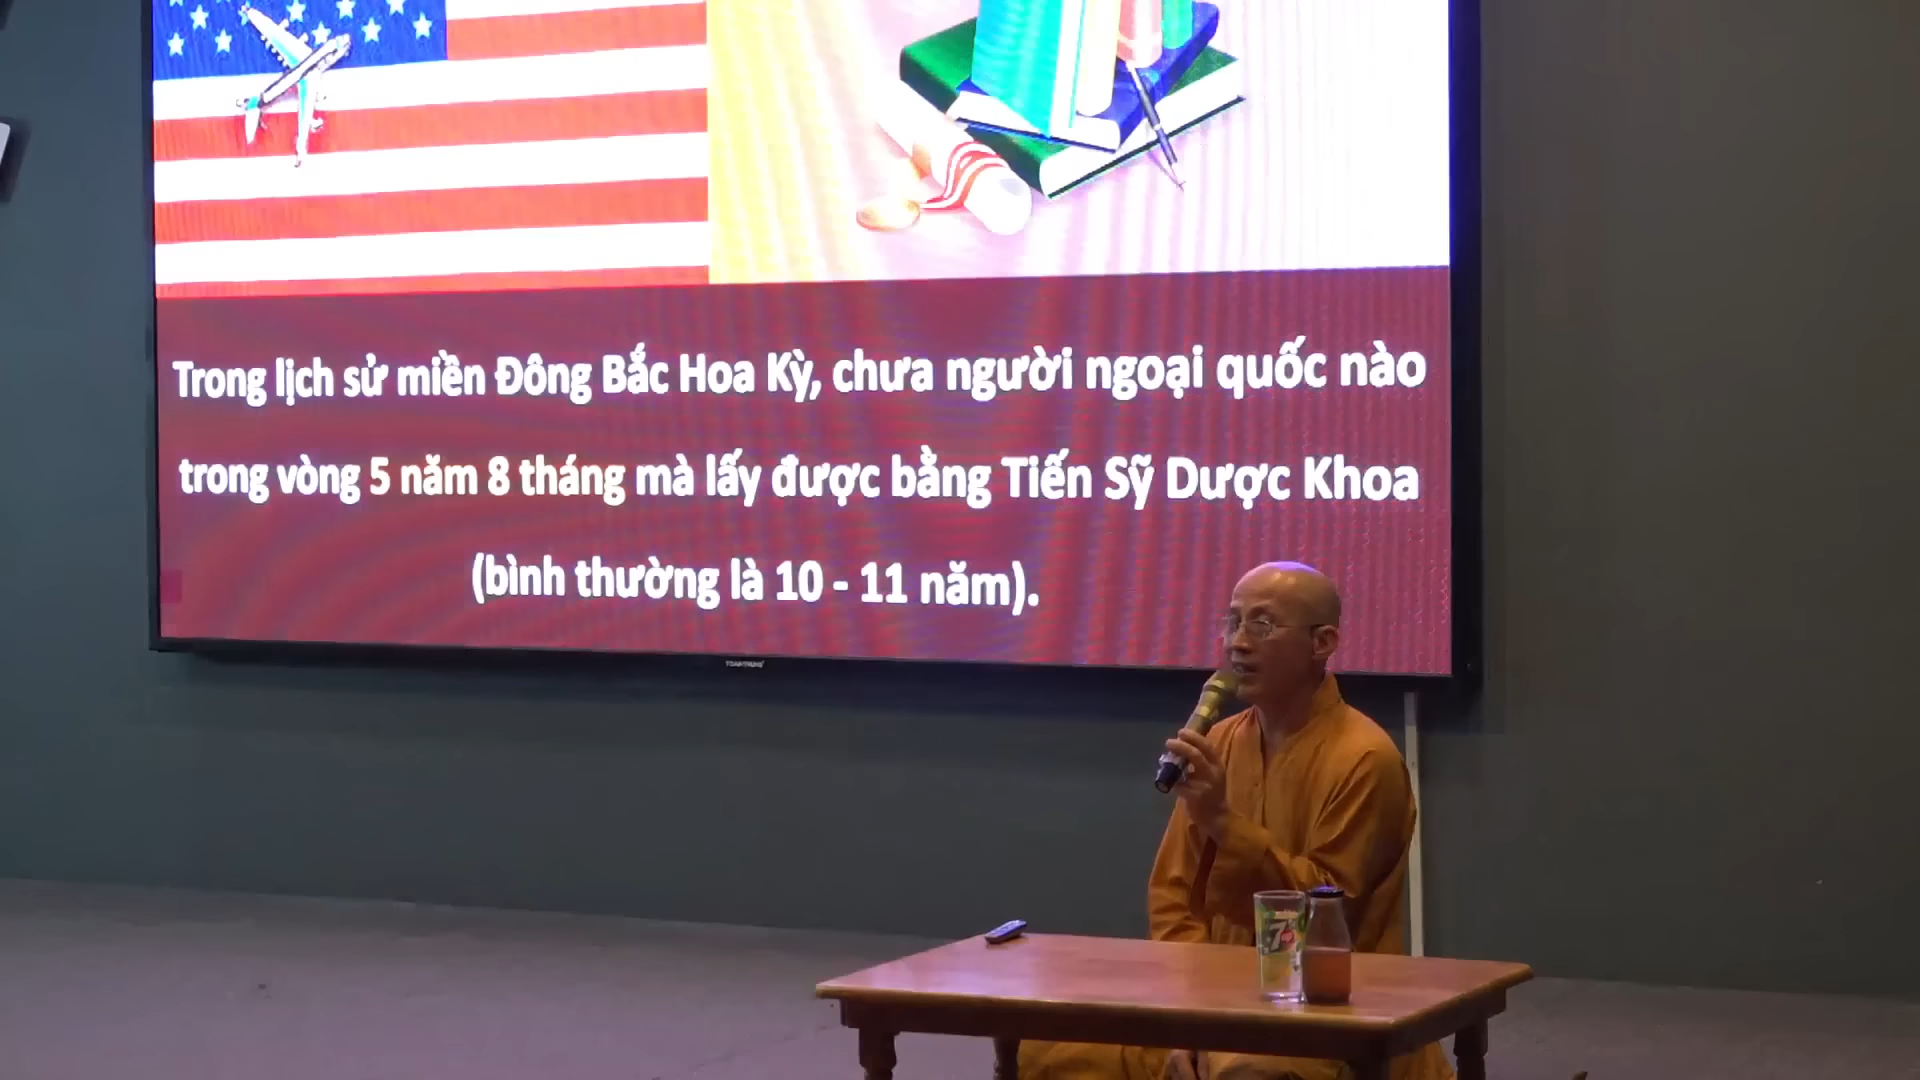 Trong lịch sử miền Đông Bắc Hoa Kỳ, chưa người ngoại quốc nào
trong vòng 5 năm 8 tháng mà lấy được bằng Tiến Sỹ Dược Khoa
(bình thường là 10 - 11 năm).
7up